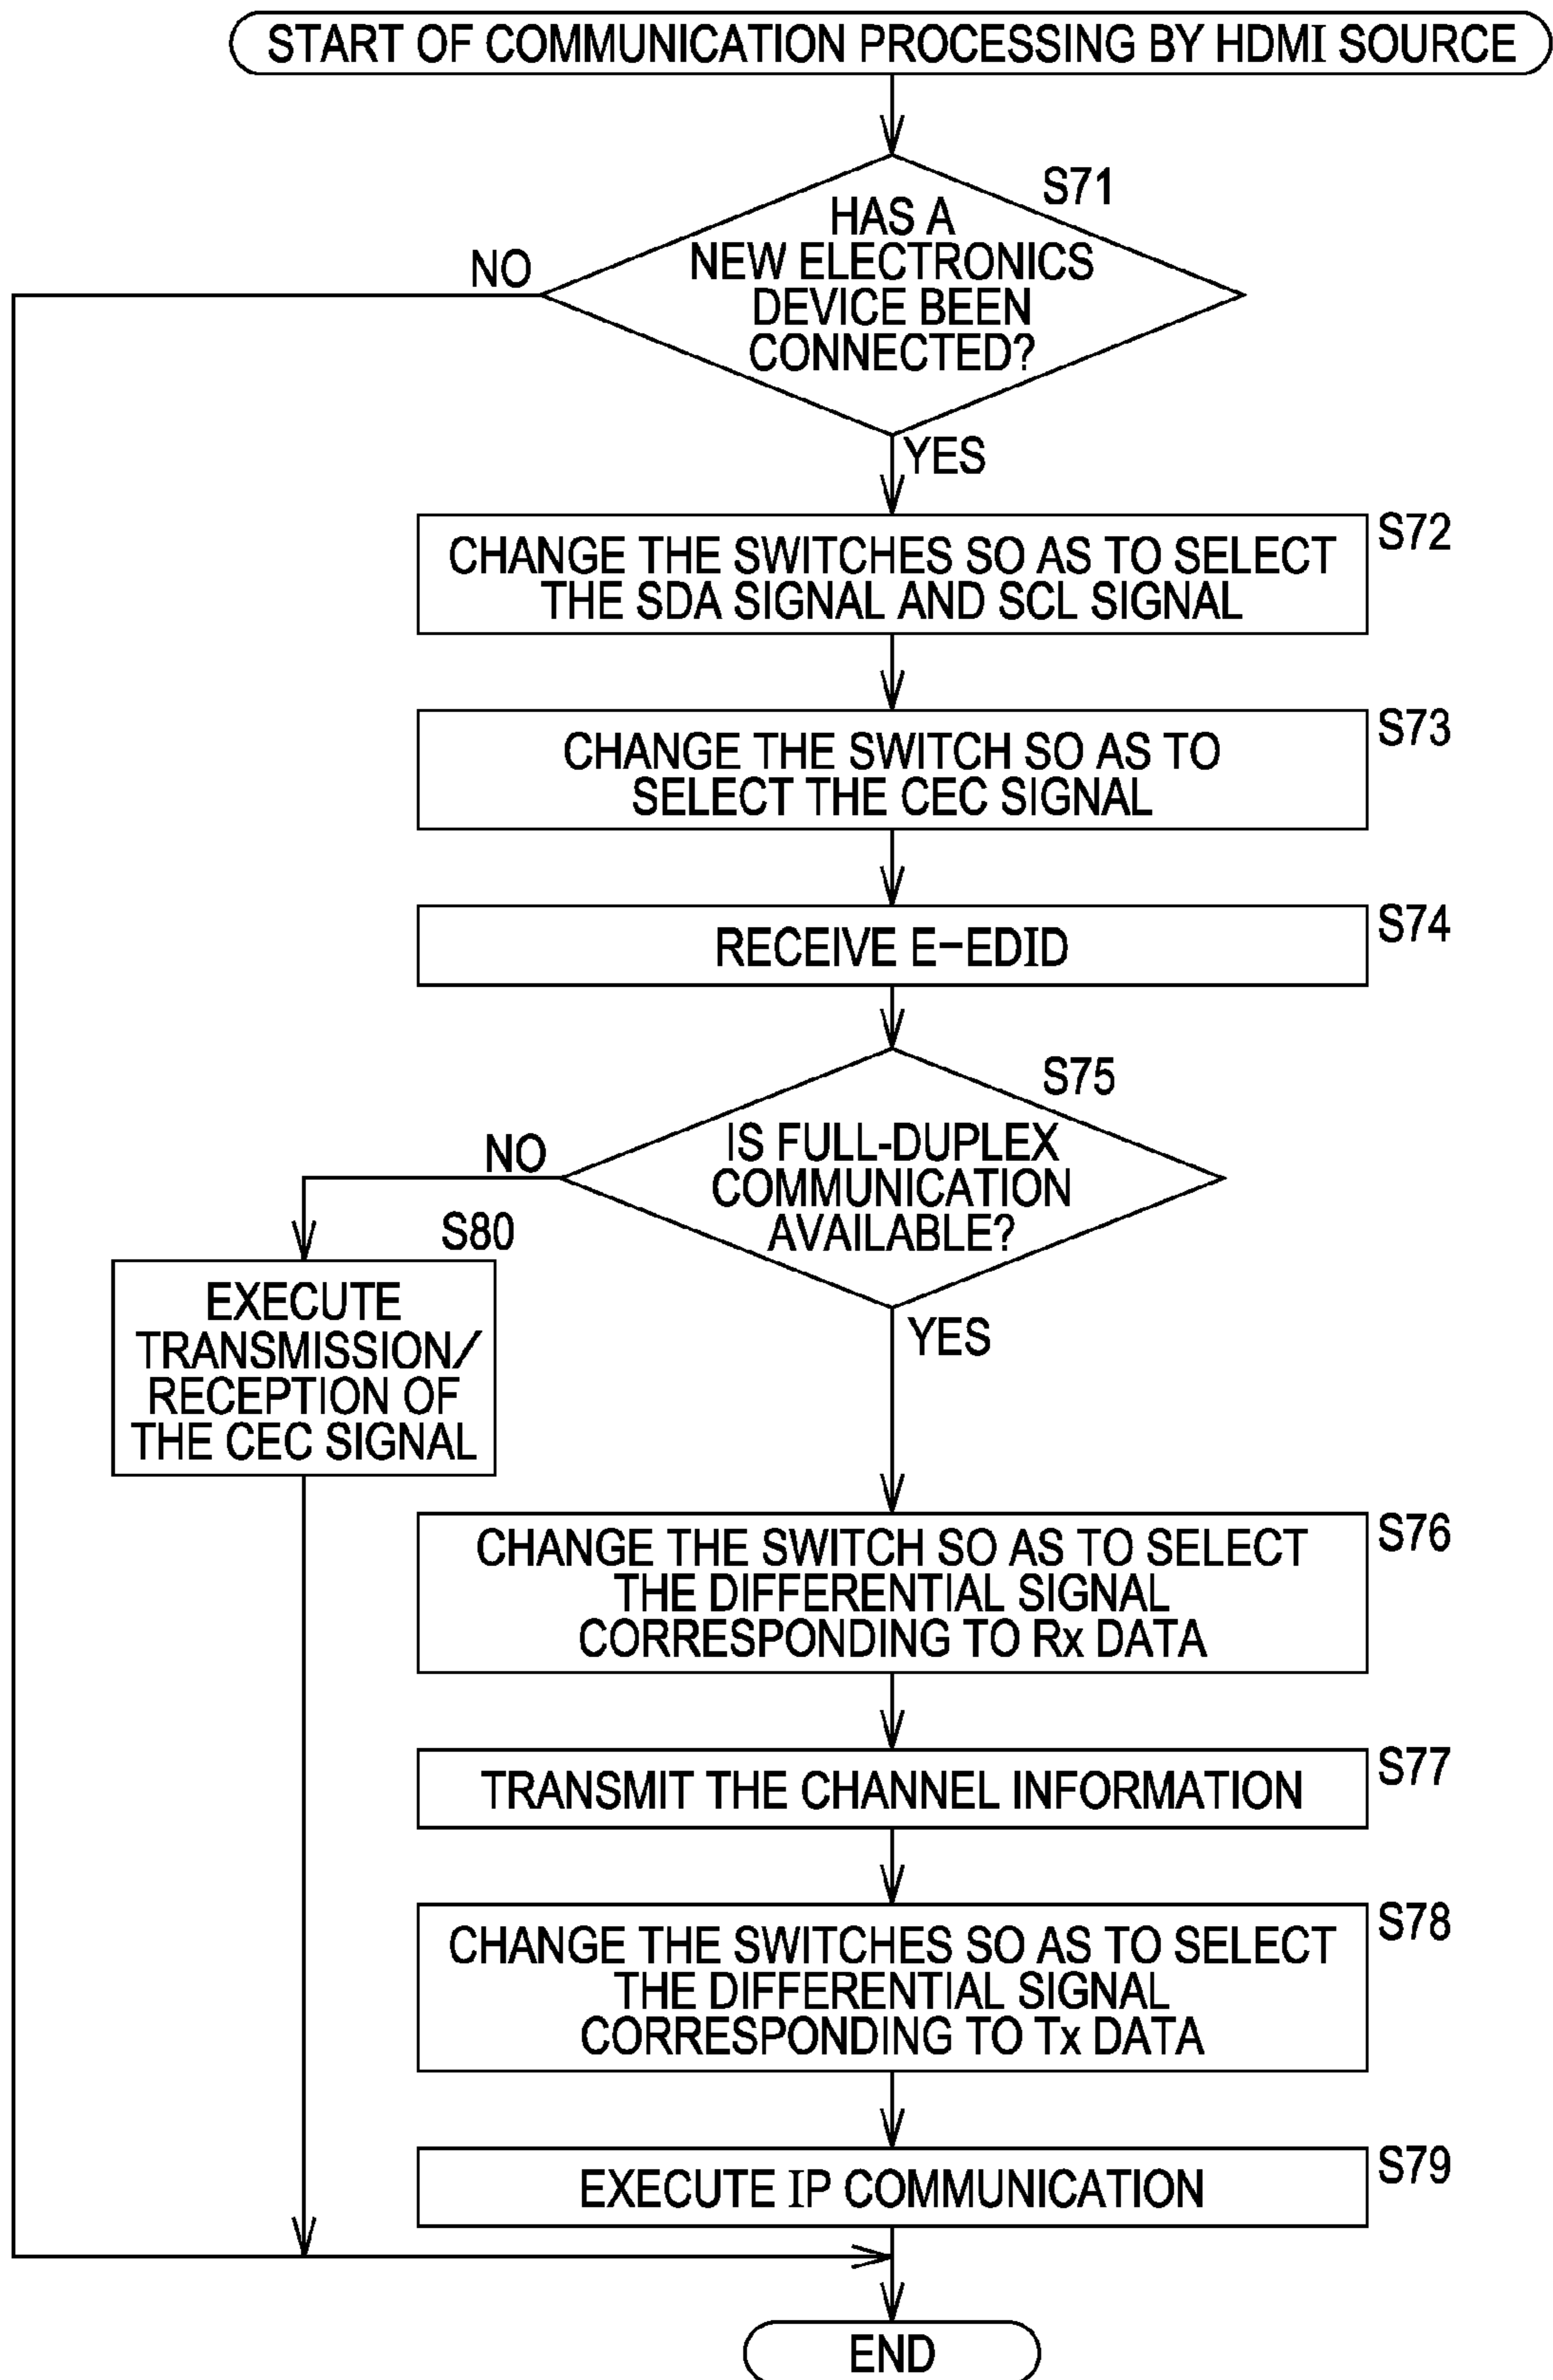 START OF COMMUNICATION PROCESSING BY HDMI SOURCE
S71
HAS A
NEW ELECTRONICS
DEVICE BEEN
CONNECTED?
NO
YES
S72
CHANGE THE SWITCHES SO AS TO SELECT
THE SDA SIGNAL AND SCL SIGNAL
S73
CHANGE THE SWITCH SO AS TO
SELECT THE CEC SIGNAL
S74
RECEIVE E-EDID
S75
IS FULL-DUPLEX
COMMUNICATION
AVAILABLE?
NO
YES
S80
EXECUTE
TRANSMISSION/
RECEPTION OF
THE CEC SIGNAL
S76
CHANGE THE SWITCH SO AS TO SELECT
THE DIFFERENTIAL SIGNAL
CORRESPONDING TO Rx DATA
S77
TRANSMIT THE CHANNEL INFORMATION
S78
CHANGE THE SWITCHES SO AS TO SELECT
THE DIFFERENTIAL SIGNAL
CORRESPONDING TO Tx DATA
S79
EXECUTE IP COMMUNICATION
END